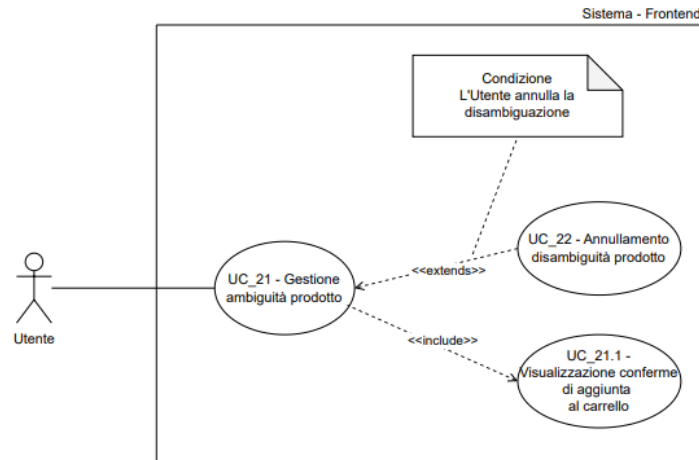 Sistema - Frontend
Condizione
L'Utente annulla la
disambiguazione
UC_22 - Annullamento
disambiguità prodotto
<<extends>>
UC_21 - Gestione
ambiguità prodotto
Utente
<<include>>
UC_21.1 -
Visualizzazione conferme
di aggiunta
al carrello